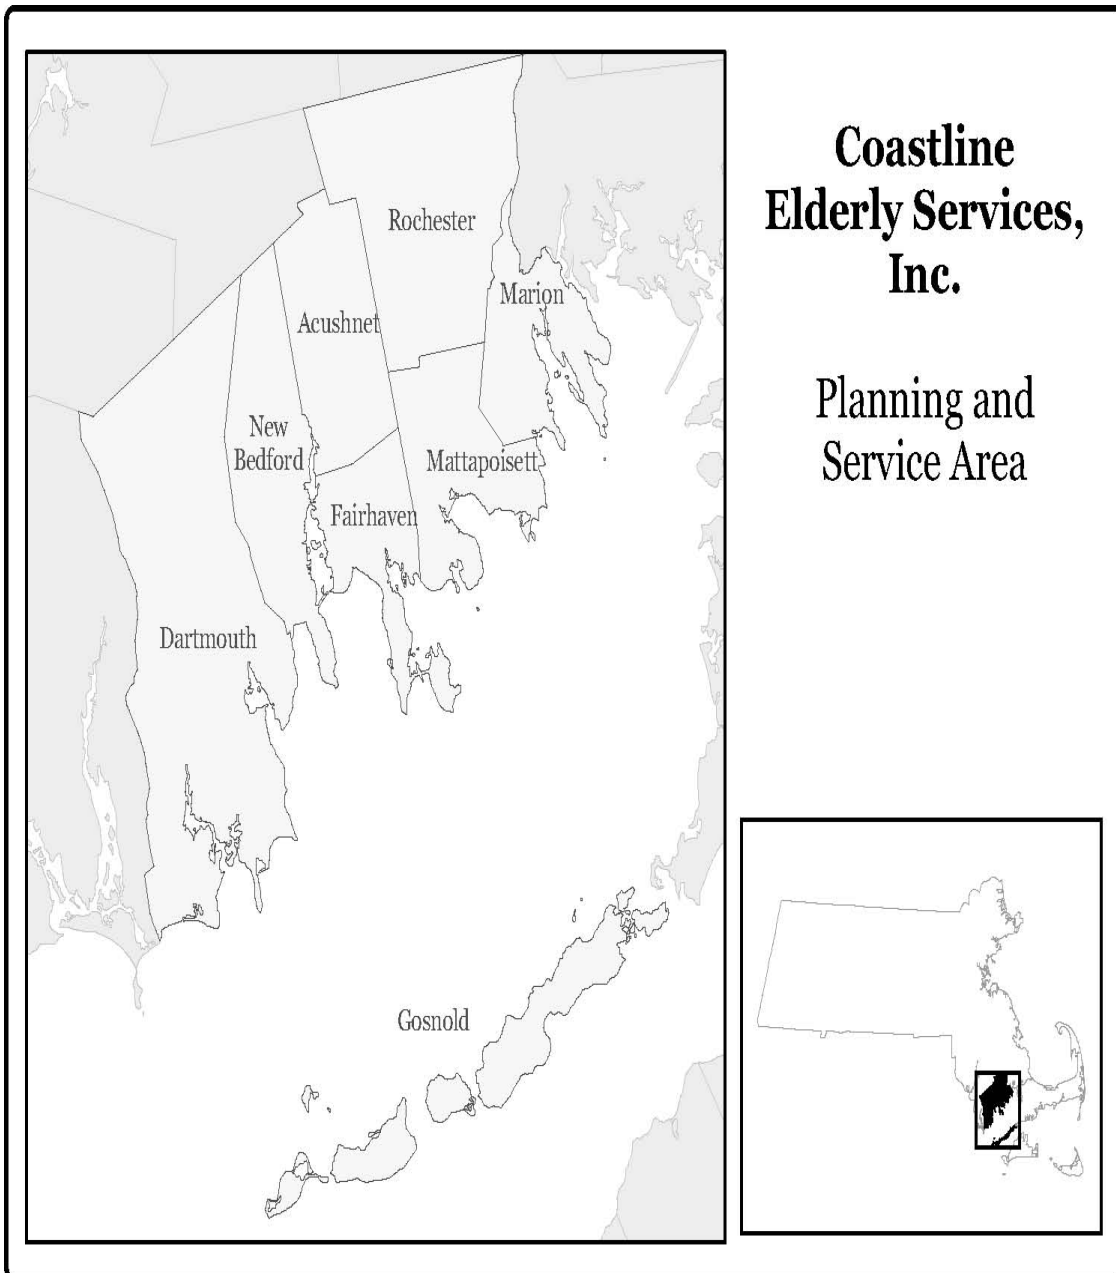 Coastline
Elderly Services,
Inc.
Planning and
Service Area
Rochester
Marion
Acushnet
New
Bedford
Mattapoisett
Fairhaven
Dartmouth
Gosnold